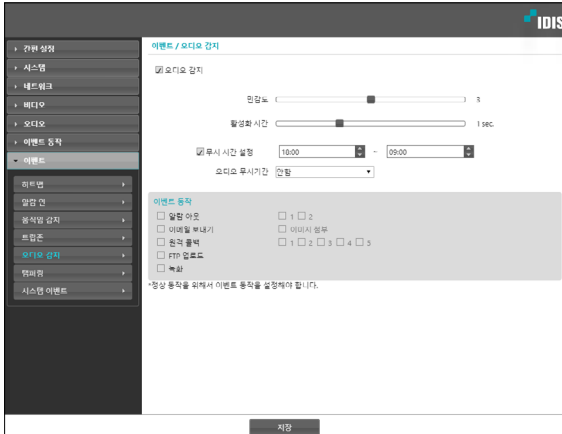 IDIS
간편 설정
시스템
네트워크
비디오
오디오
이벤트 동작
이벤트
히트맵
알람 인
움직임 감지
트립존
오디오 감지
탬퍼링
시스템 이벤트
이벤트 / 오디오 감지
오디오 감지
민감도 3
활성화 시간 1 sec.
무시 시간 설정 18:00 ~ 09:00
오디오 무시기간 안함
이벤트 동작
알람 아웃 1 2
이메일 보내기 이미지 첨부
원격 콜백 1 2 3 4 5
FTP 업로드
녹화
*정상 동작을 위해서 이벤트 동작을 설정해야 합니다.
저장